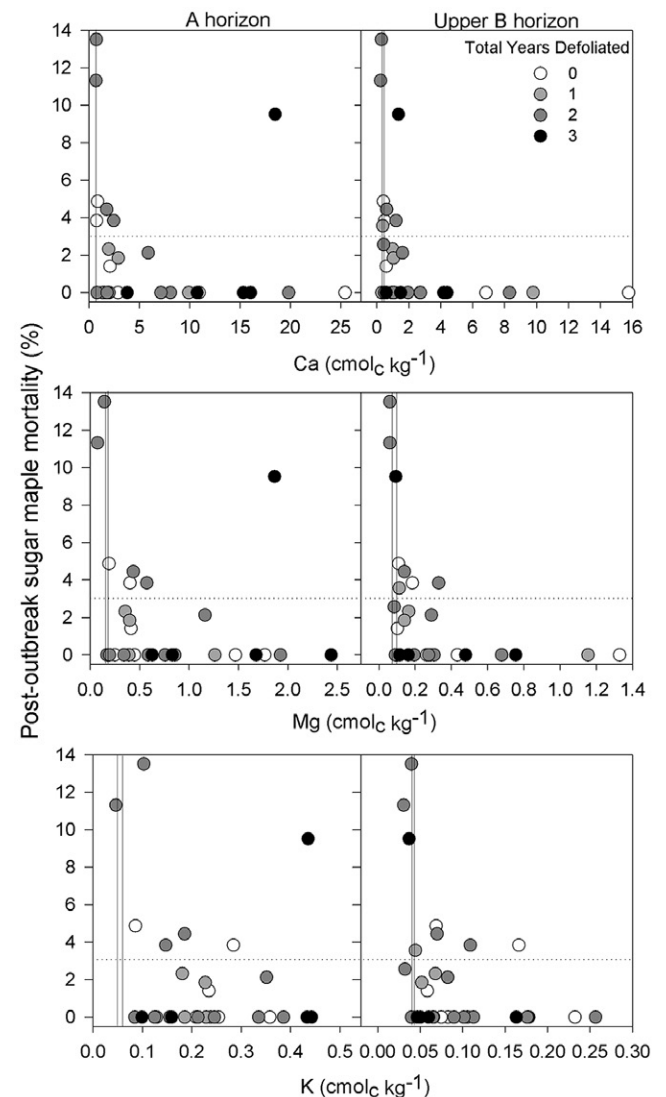 A horizon
Upper B horizon
Total Years Defoliated
0
1
2
3
14
12
10
8
6
4
2
0
0 5 10 15 20 25 0 2 4 6 8 10 12 14 16
Ca (cmolc kg-1)
Post-outbreak sugar maple mortality (%)
14
12
10
8
6
4
2
0
0.0 0.5 1.0 1.5 2.0 2.5 0.0 0.2 0.4 0.6 0.8 1.0 1.2 1.4
Mg (cmolc kg-1)
14
12
10
8
6
4
2
0
0.0 0.1 0.2 0.3 0.4 0.5 0.00 0.05 0.10 0.15 0.20 0.25 0.30
K (cmolc kg-1)